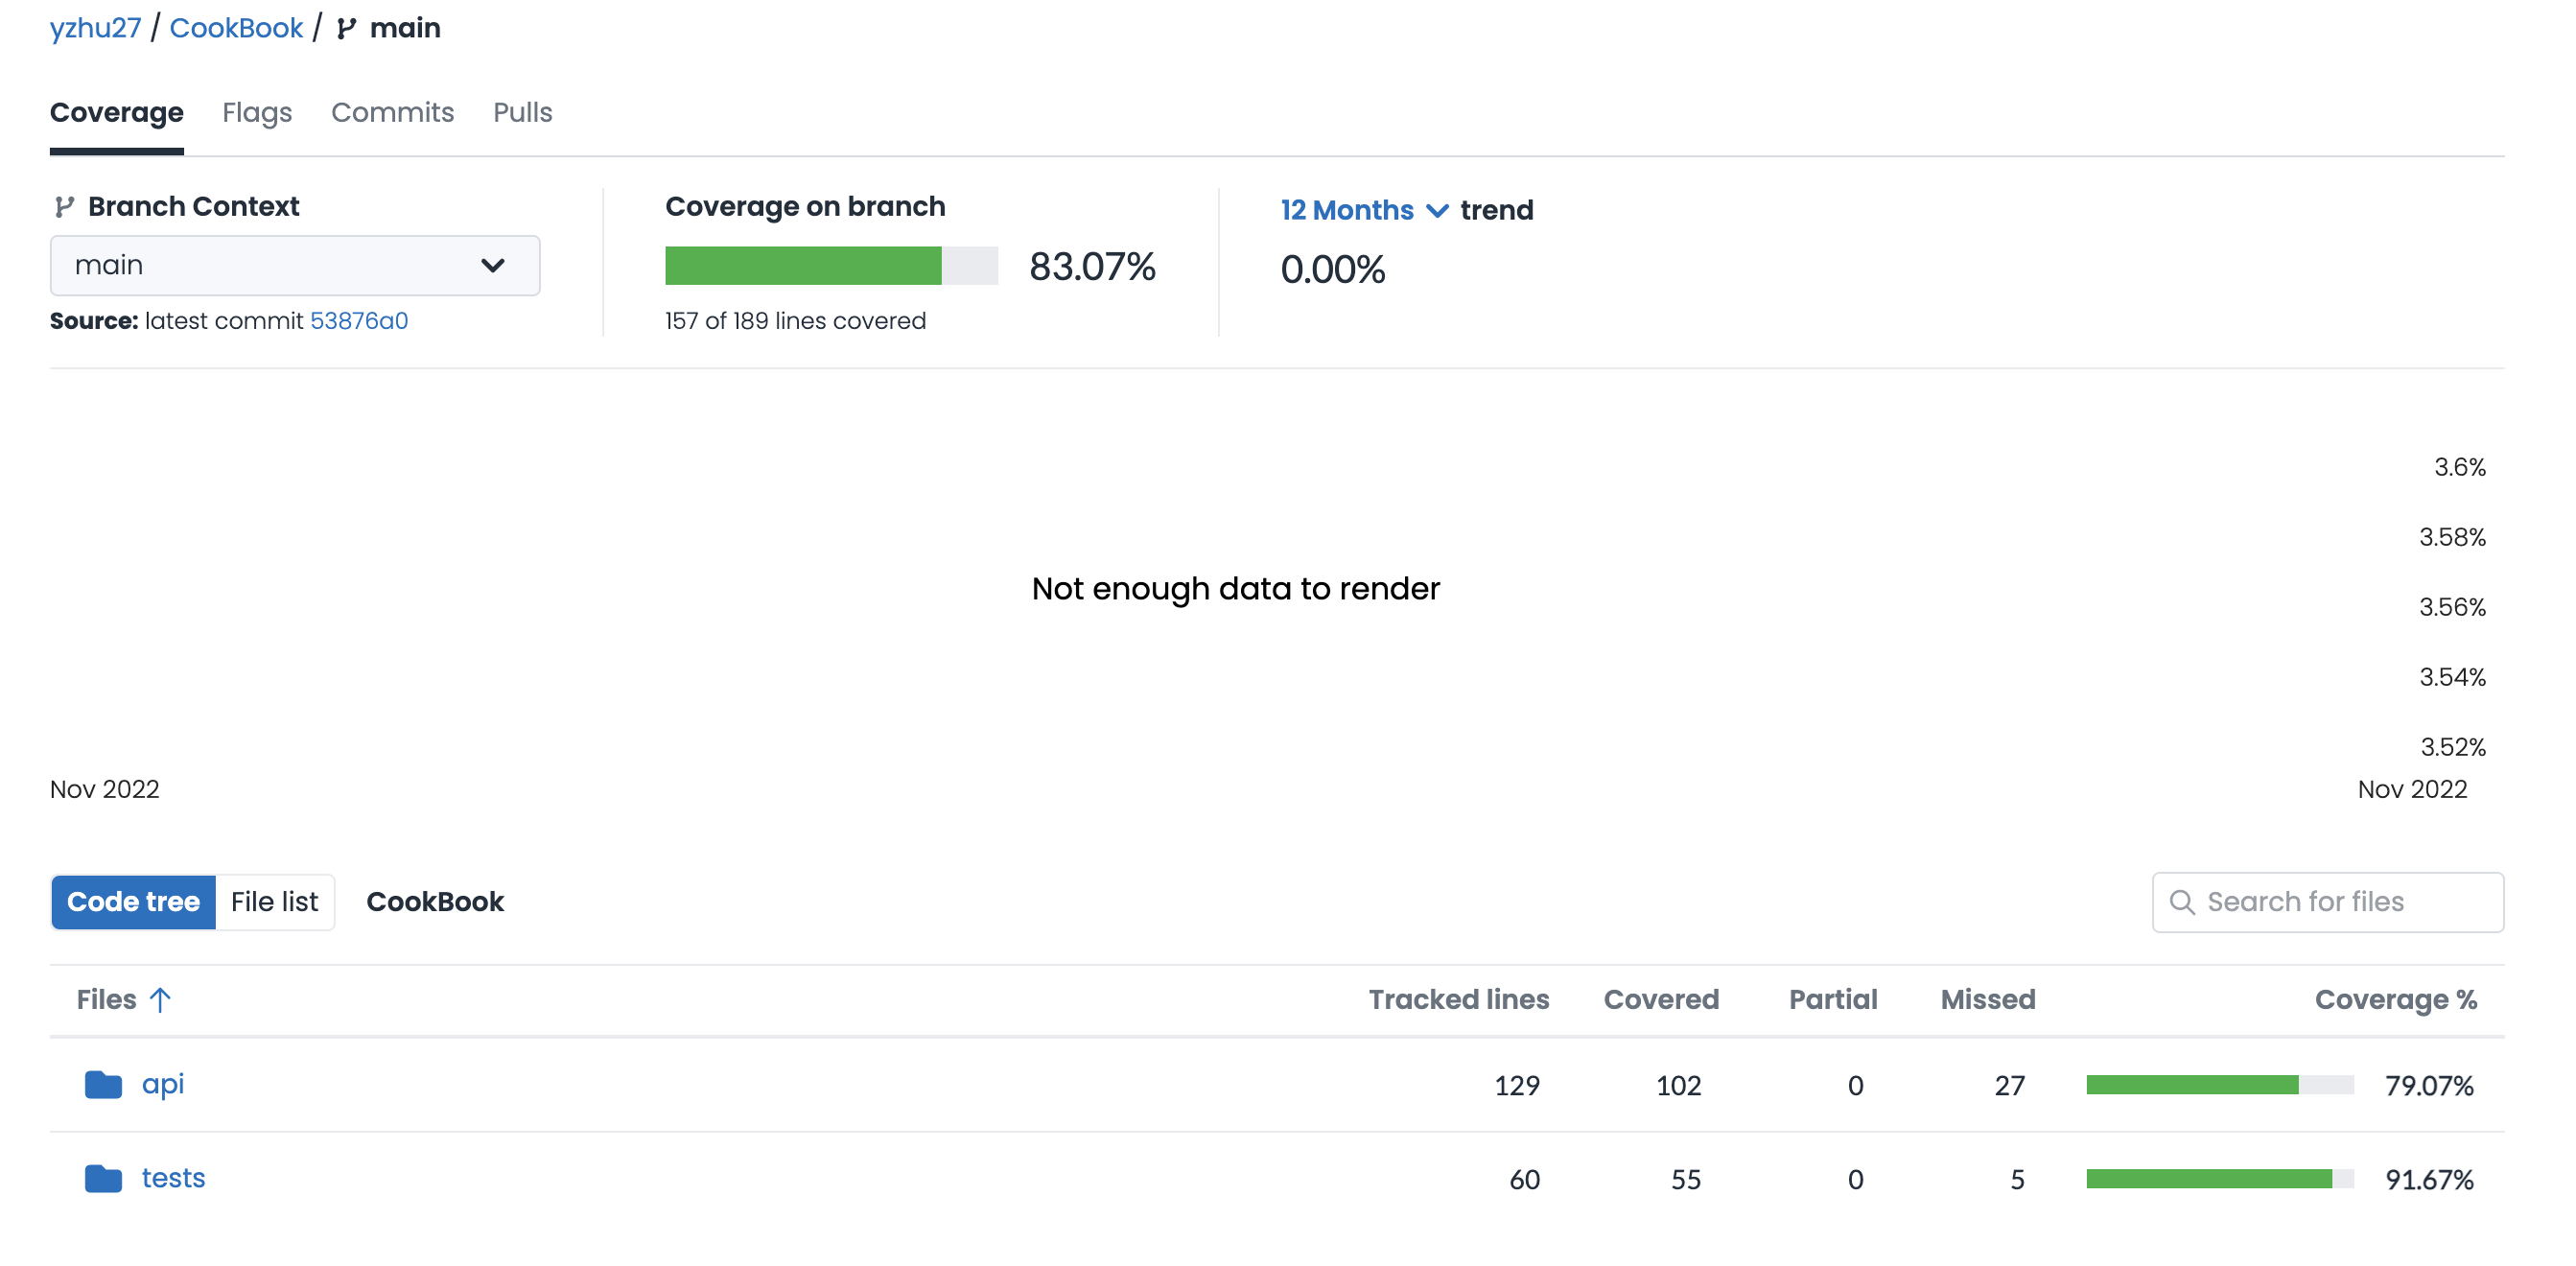 yzhu27 / CookBook / main
Coverage Flags Commits Pulls
Branch Context
main
Source: latest commit 53876a0
Coverage on branch
83.07%
157 of 189 lines covered
12 Months trend
0.00%
3.6%
3.58%
Not enough data to render
3.56%
3.54%
3.52%
Nov 2022 Nov 2022
Code tree File list CookBook Search for files
Files Tracked lines Covered Partial Missed Coverage %
api 129 102 0 27 79.07%
tests 60 55 0 5 91.67%